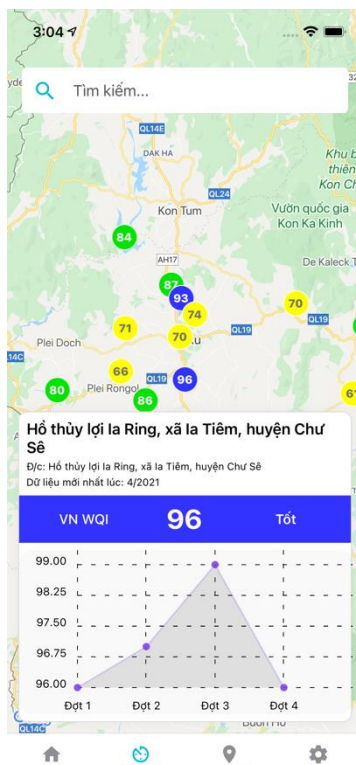 3:04
Tìm kiếm...
QL14E
DAK HA
Khu b
thiên
Kon Ch
QL24
Kon Tum
Vườn quốc gia
Kon Ka Kinh
84
AH17
De Kaleck T
87
93
70
74
QL19
71
70
QL19
Plei Doch
14C
66
QL19
96
80
Plei Rongol
86
61
Hồ thủy lợi Ia Ring, xã Ia Tiêm, huyện Chư
Sê
Đ/c: Hồ thủy lợi Ia Ring, xã Ia Tiêm, huyện Chư Sê
Dữ liệu mới nhất lúc: 4/2021
VN WQI 96 Tốt
99.00
98.25
97.50
96.75
96.00
Đợt 1 Đợt 2 Đợt 3 Đợt 4
QL14C